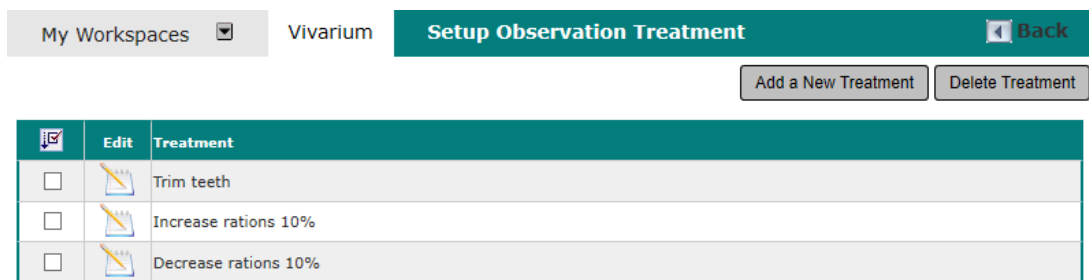 My Workspaces Vivarium Setup Observation Treatment Back
Add a New Treatment Delete Treatment
Edit Treatment
Trim teeth
Increase rations 10%
Decrease rations 10%